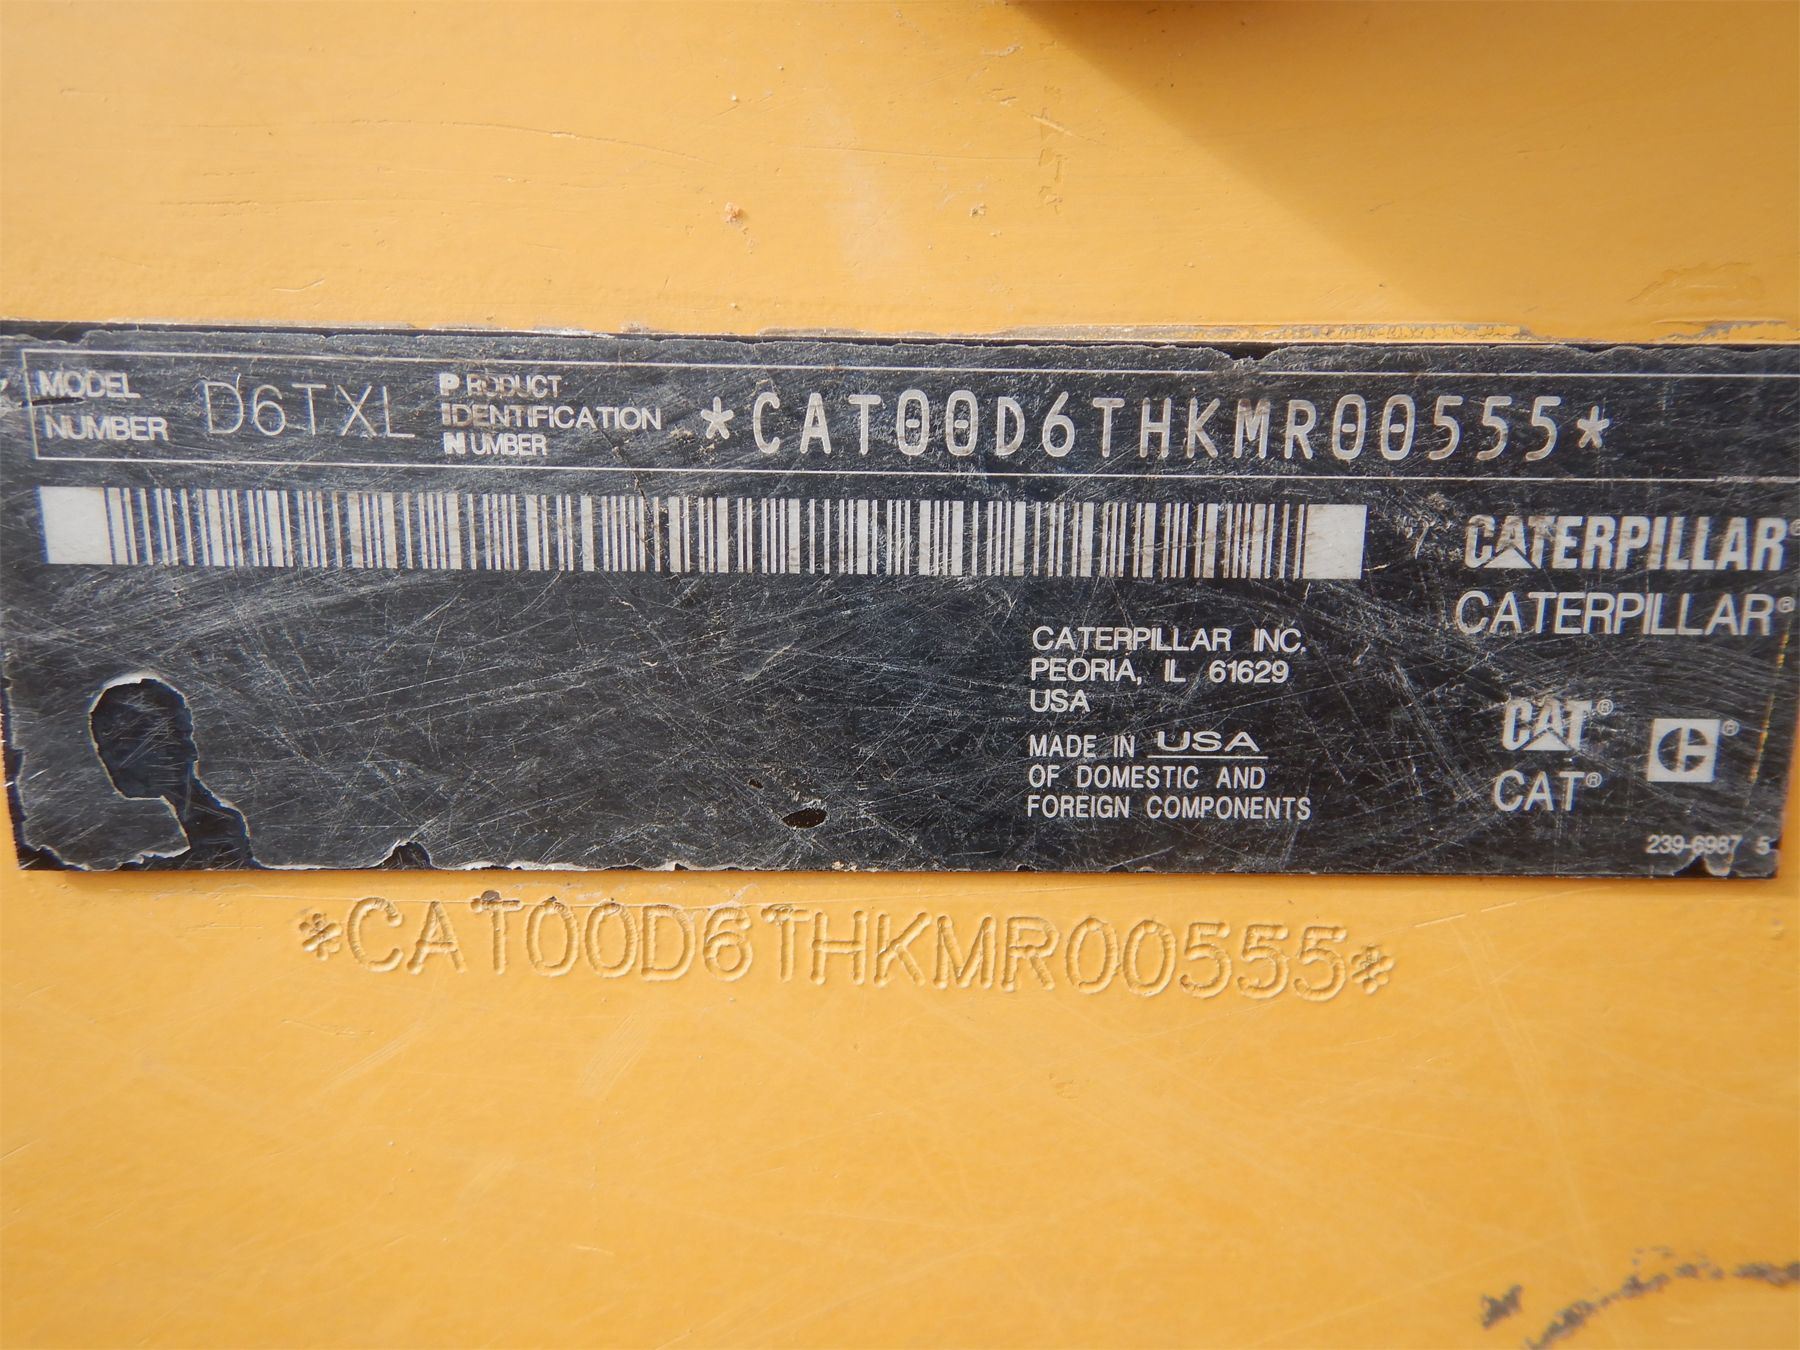 MODEL NUMBER D6TXL PRODUCT IDENTIFICATION NUMBER *CAT00D6THKMR00555*
CATERPILLAR®
CATERPILLAR®
CATERPILLAR INC.
PEORIA, IL 61629
USA
MADE IN USA
OF DOMESTIC AND
FOREIGN COMPONENTS
CAT®
CAT®
C®
239-6987 5
*CAT00D6THKMR00555*